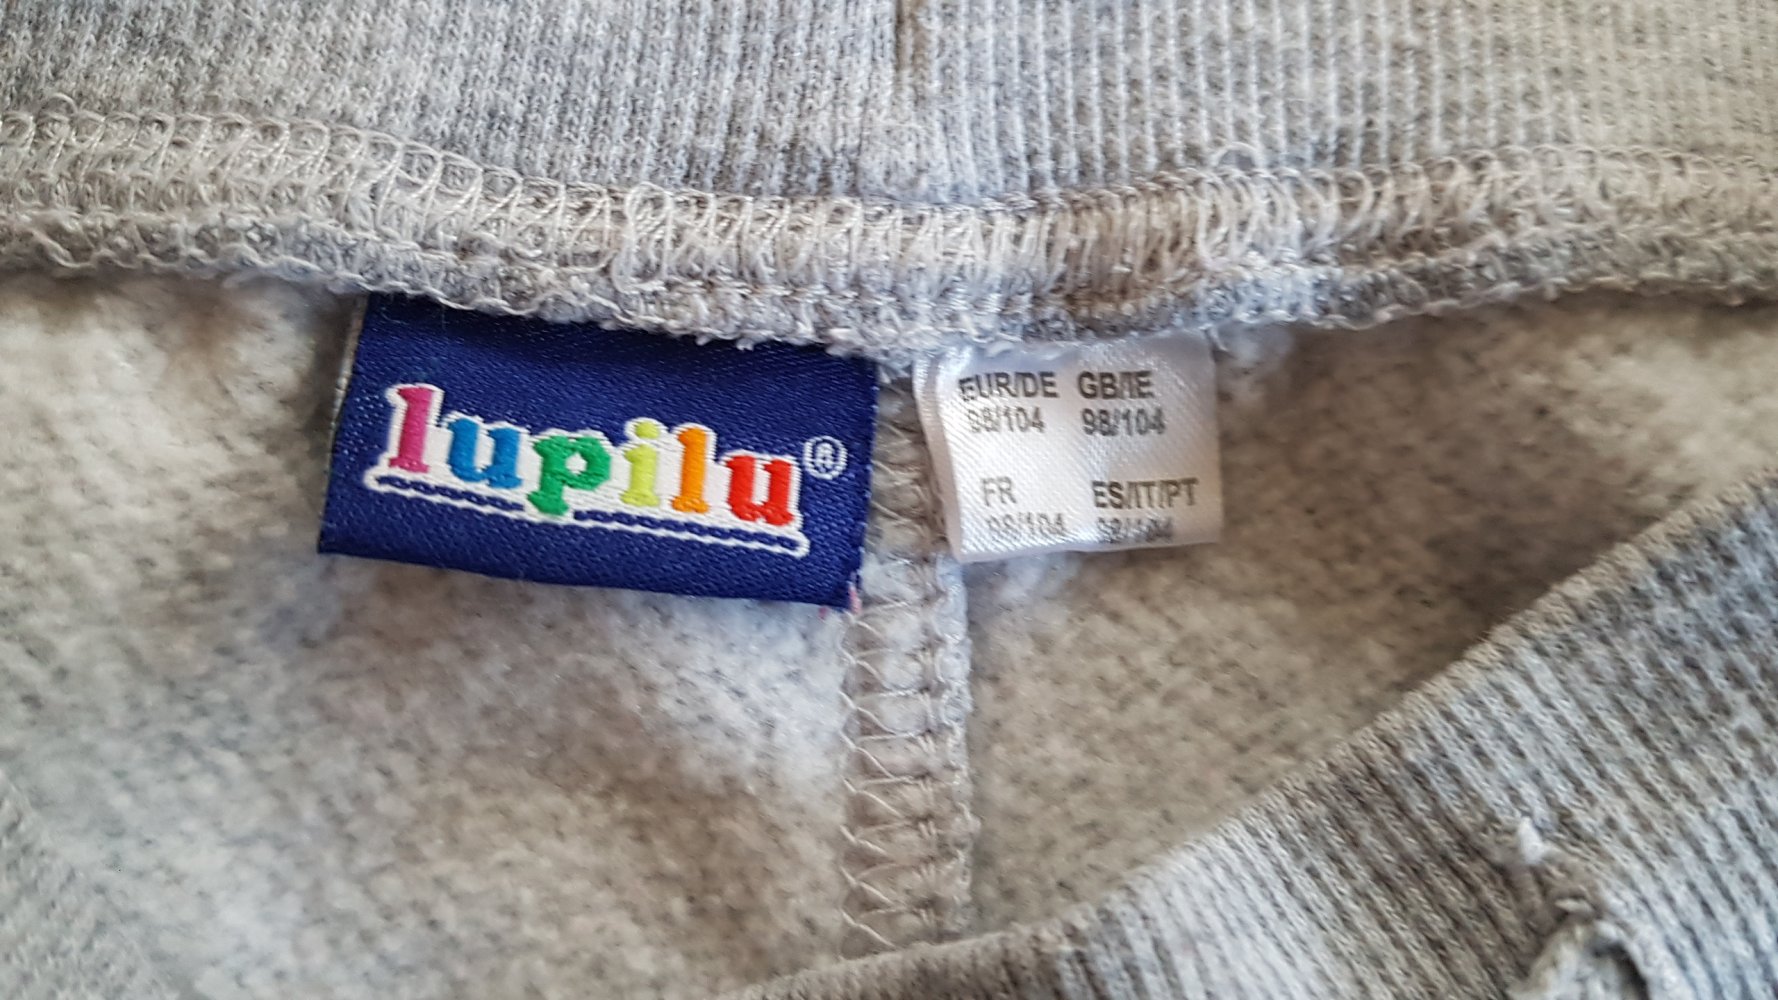 lupilu®
EUR/DE GB/IE
98/104 98/104
FR ES/IT/PT
98/104 98/104